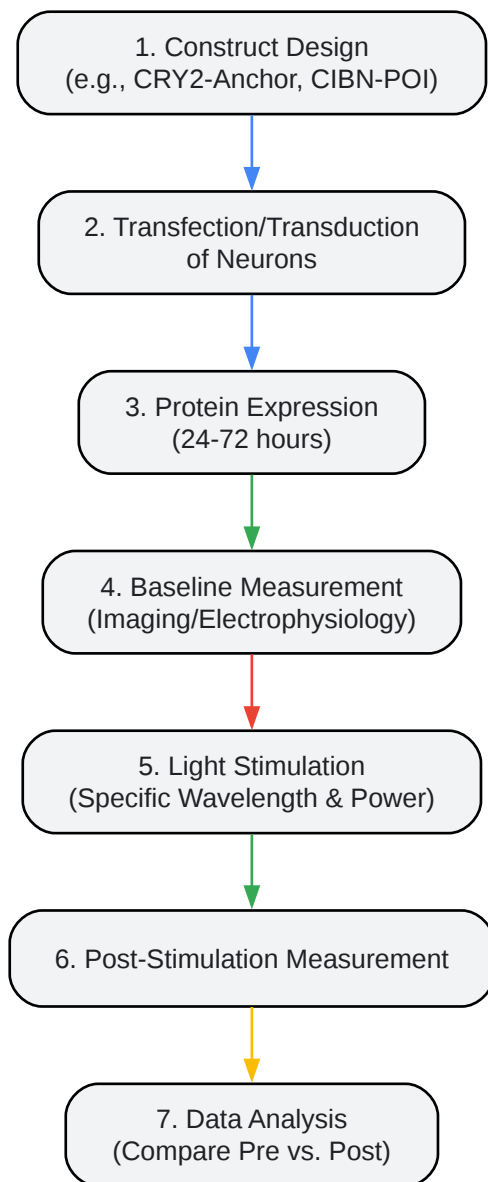 1. Construct Design
(e.g., CRY2-Anchor, CIBN-POI)
2. Transfection/Transduction
of Neurons
3. Protein Expression
(24-72 hours)
4. Baseline Measurement
(Imaging/Electrophysiology)
5. Light Stimulation
(Specific Wavelength & Power)
6. Post-Stimulation Measurement
7. Data Analysis
(Compare Pre vs. Post)